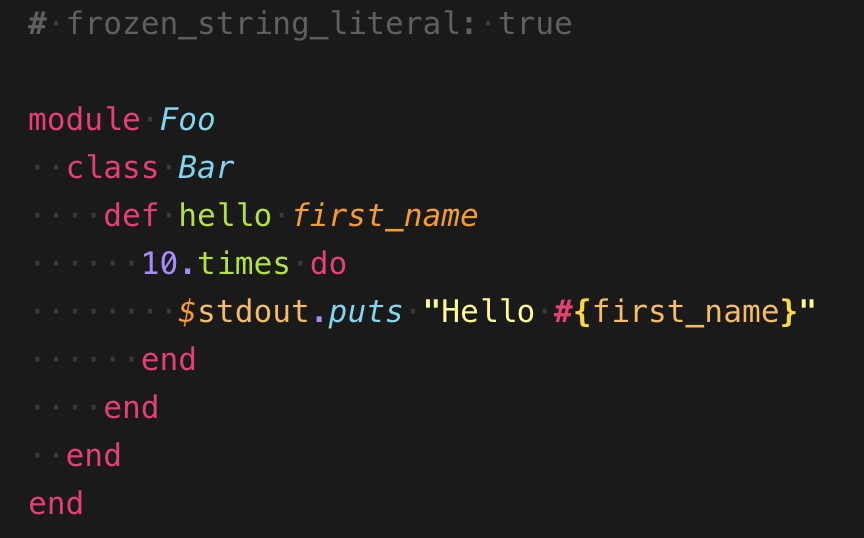 # frozen_string_literal: true

module Foo
  class Bar
    def hello first_name
      10.times do
        $stdout.puts "Hello #{first_name}"
      end
    end
  end
end